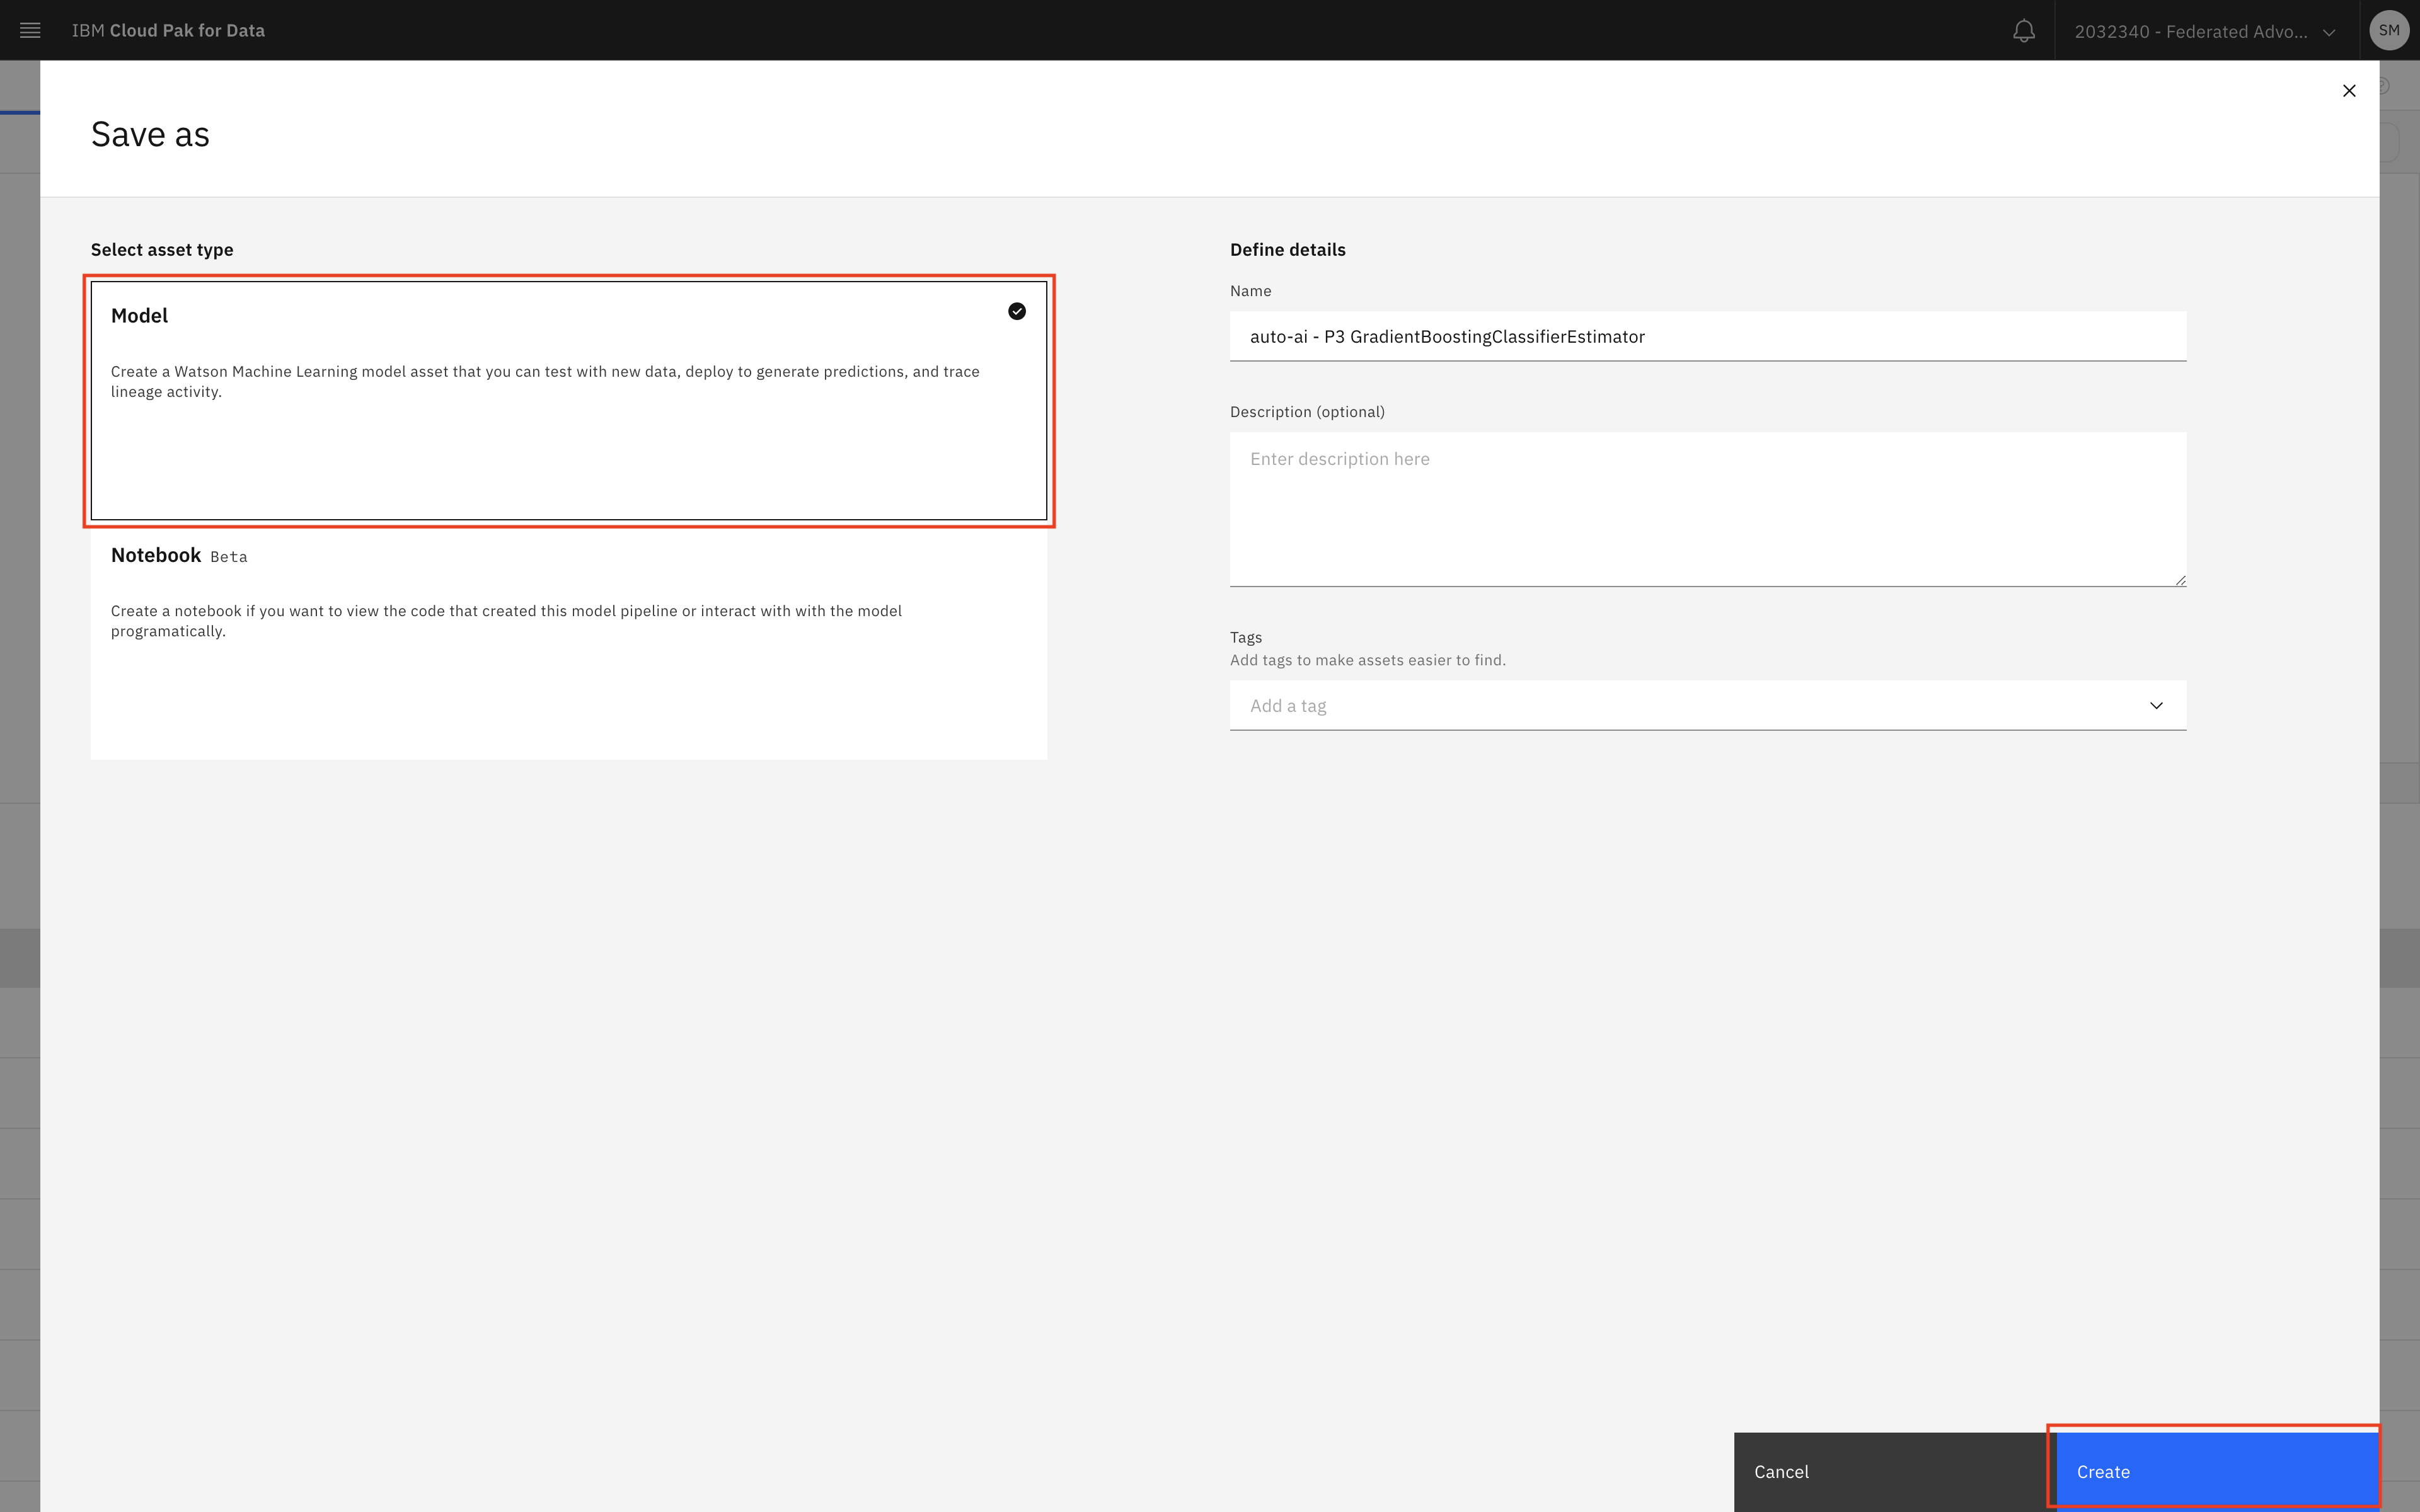 IBM Cloud Pak for Data
2032340 - Federated Advo...
SM
Save as
Select asset type
Model
Create a Watson Machine Learning model asset that you can test with new data, deploy to generate predictions, and trace
lineage activity.
Notebook Beta
Create a notebook if you want to view the code that created this model pipeline or interact with with the model
programatically.
Define details
Name
auto-ai - P3 GradientBoostingClassifierEstimator
Description (optional)
Enter description here
Tags
Add tags to make assets easier to find.
Add a tag
Cancel
Create